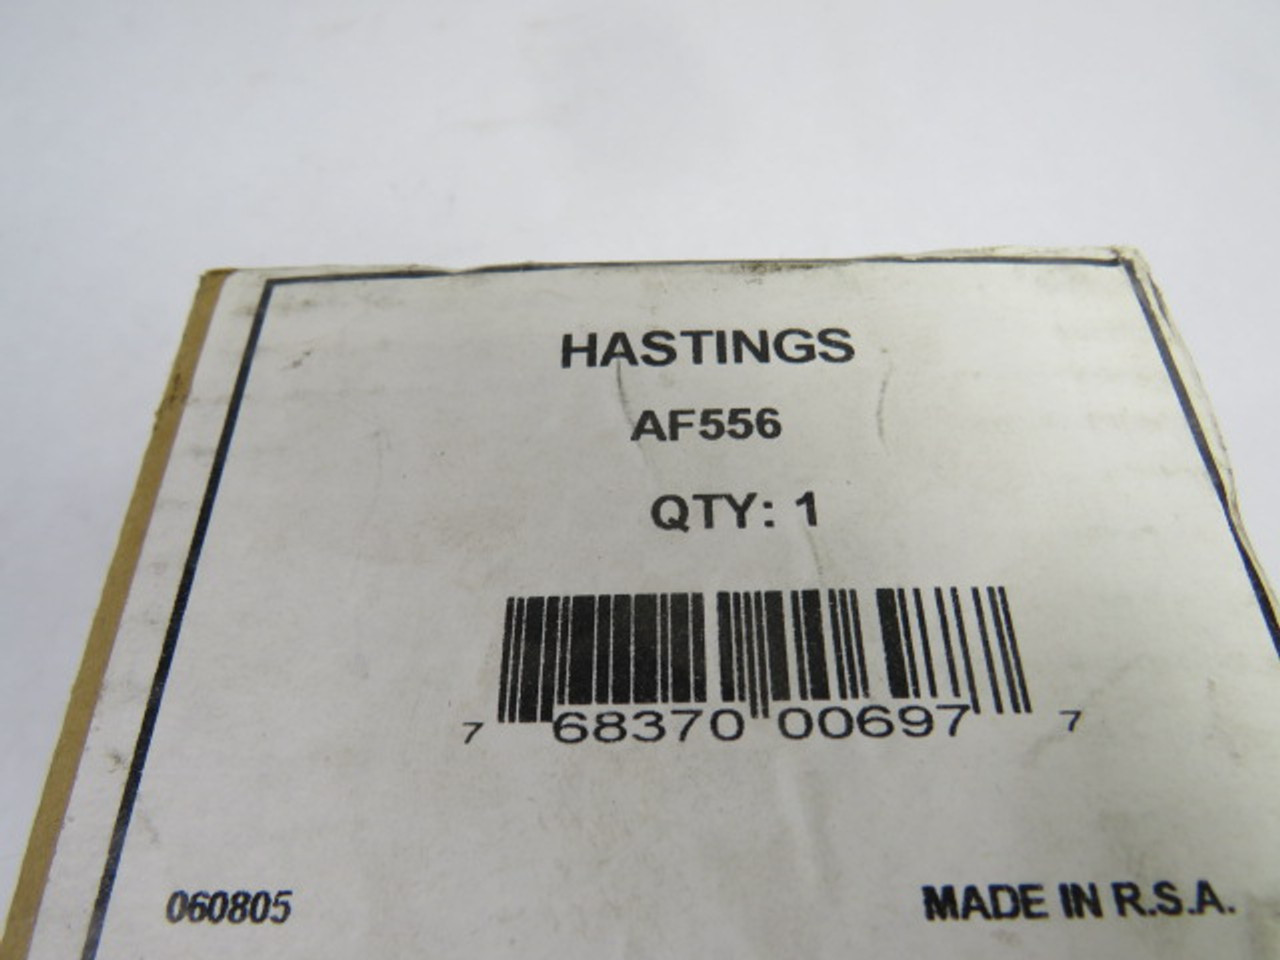 HASTINGS
AF556
QTY: 1
7 68370 00697 7
060805 MADE IN R.S.A.